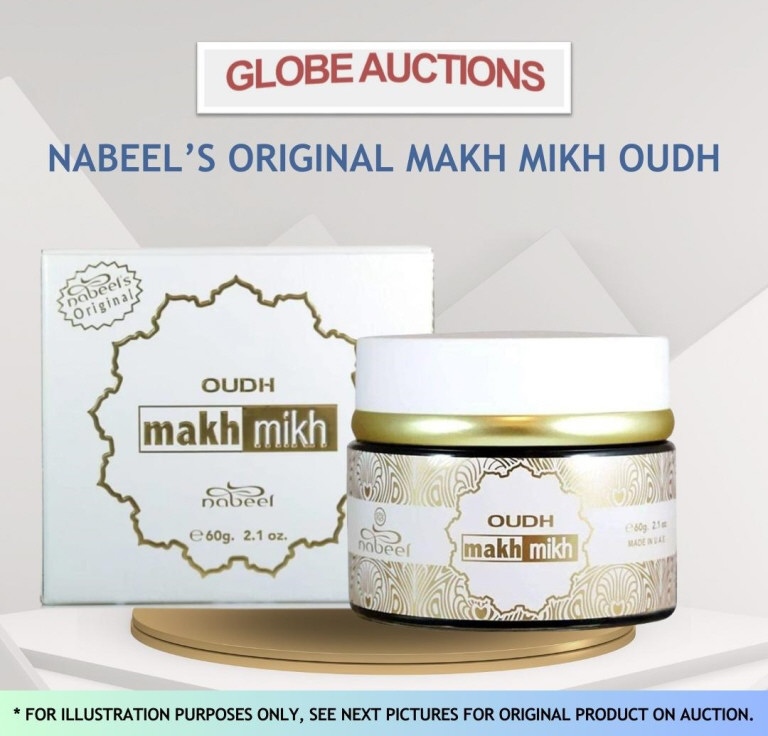 GLOBE AUCTIONS
NABEEL'S ORIGINAL MAKH MIKH OUDH
nabeel's
Original
OUDH
makh mikh
nabeel
℮60g. 2.1 oz.
OUDH
makh mikh
nabeel
℮60g. 2.1 oz.
MADE IN U.A.E
* FOR ILLUSTRATION PURPOSES ONLY, SEE NEXT PICTURES FOR ORIGINAL PRODUCT ON AUCTION.